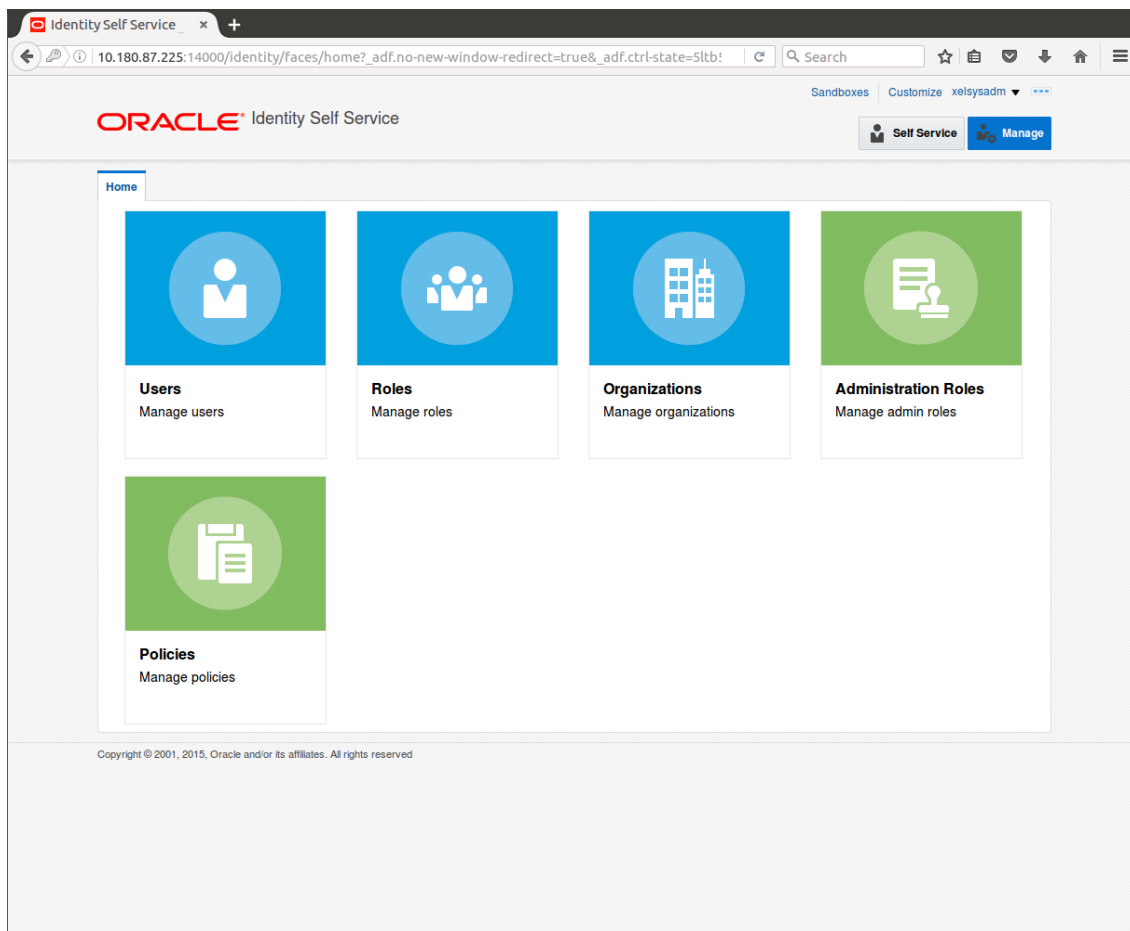 Identity Self Service_
10.180.87.225:14000/identity/faces/home?_adf.no-new-window-redirect=true&_adf.ctrl-state=5ltb5
Search
Sandboxes Customize xelsysadm
ORACLE Identity Self Service
Self Service Manage
Home
Users
Manage users
Roles
Manage roles
Organizations
Manage organizations
Administration Roles
Manage admin roles
Policies
Manage policies
Copyright © 2001, 2015, Oracle and/or its affiliates. All rights reserved